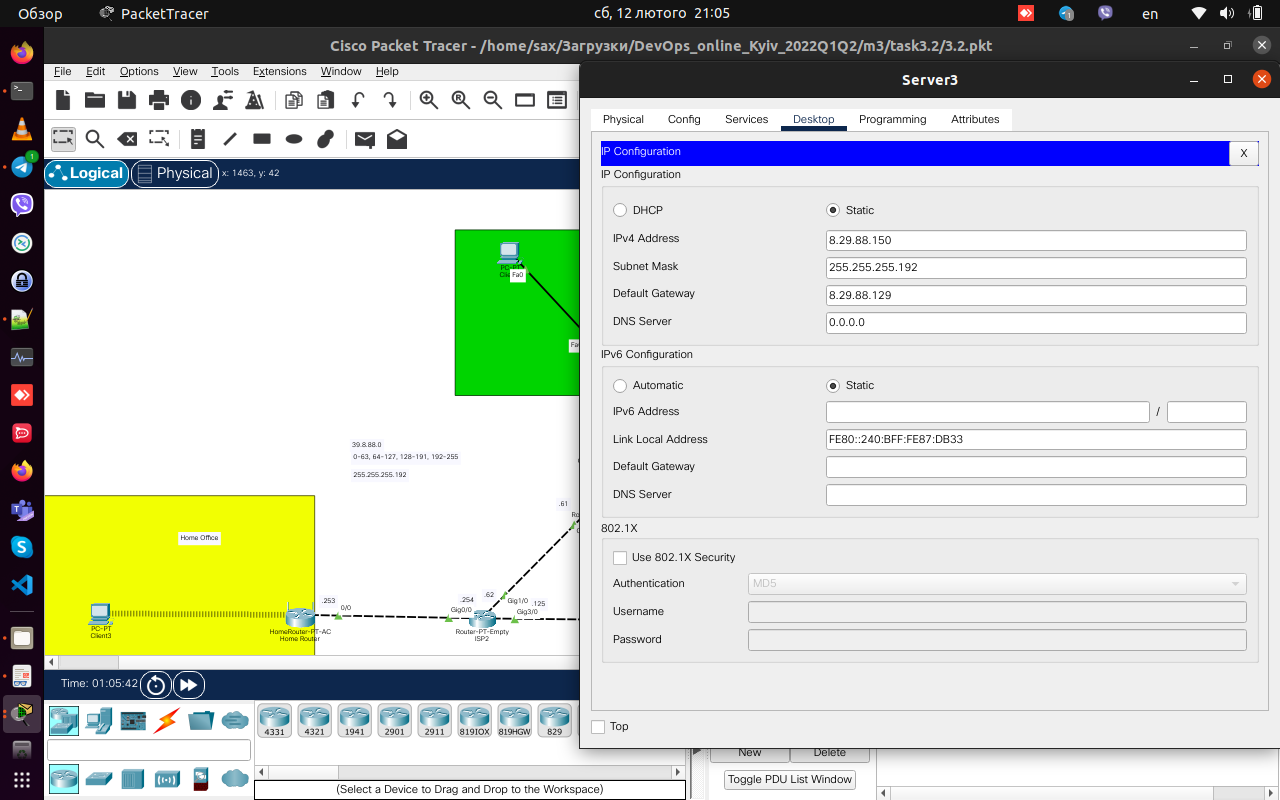 Обзор PacketTracer сб, 12 лютого 21:05 en
Cisco Packet Tracer - /home/sax/Загрузки/DevOps_online_Kyiv_2022Q1Q2/m3/task3.2/3.2.pkt
File Edit Options View Tools Extensions Window Help
Logical Physical x: 1463, y: 42
Fa0
39.8.88.0
0-63, 64-127, 128-191, 192-255
255.255.255.192
.61
Home Office
.253
0/0
.254
.62
Gig0/0
Gig1/0
.125
Gig3/0
PC-PT
Client3
HomeRouter-PT-AC
Home Router
Router-PT-Empty
ISP2
Time: 01:05:42
4331 4321 1941 2901 2911 819IOX 819HGW 829
(Select a Device to Drag and Drop to the Workspace)
New Delete
Toggle PDU List Window
Server3
Physical Config Services Desktop Programming Attributes
IP Configuration X
IP Configuration
DHCP Static
IPv4 Address 8.29.88.150
Subnet Mask 255.255.255.192
Default Gateway 8.29.88.129
DNS Server 0.0.0.0
IPv6 Configuration
Automatic Static
IPv6 Address /
Link Local Address FE80::240:BFF:FE87:DB33
Default Gateway
DNS Server
802.1X
Use 802.1X Security
Authentication MD5
Username
Password
Top